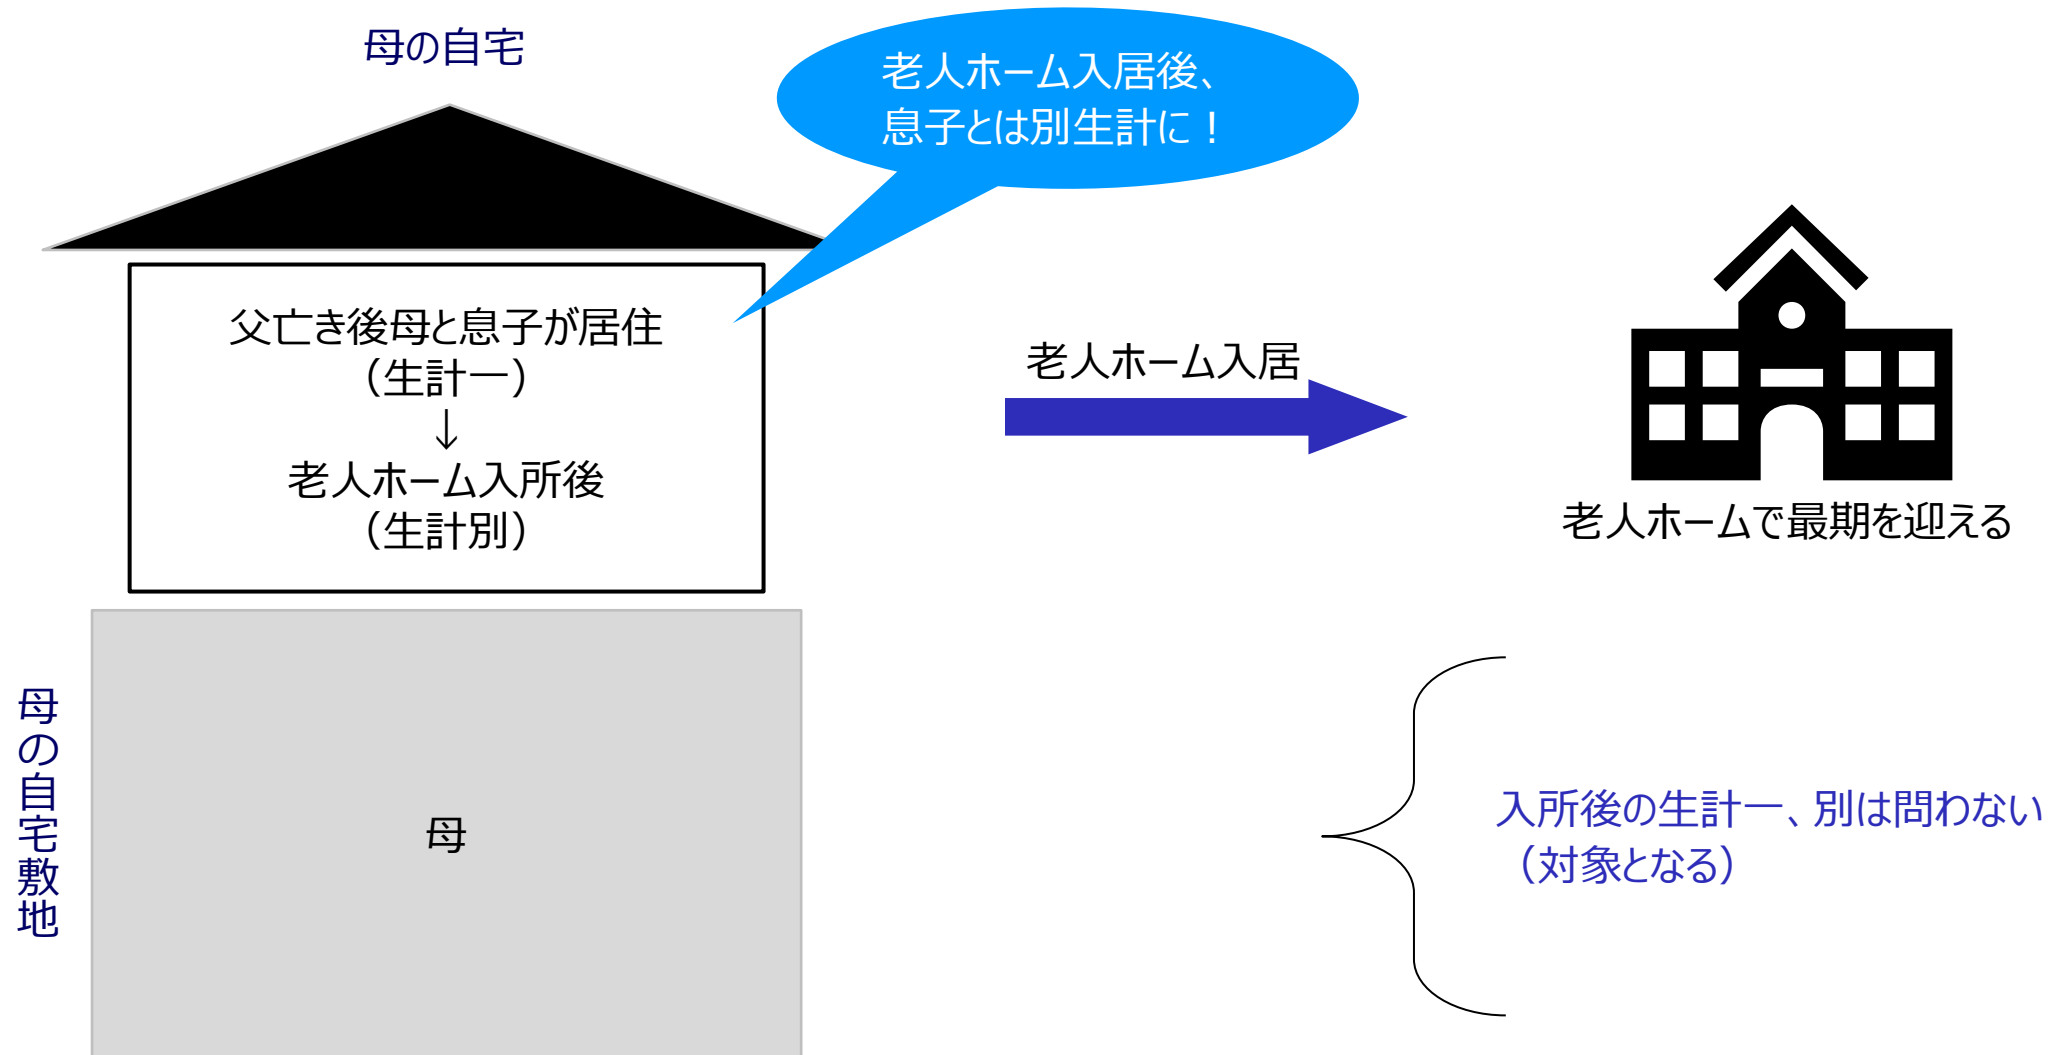 母の自宅
老人ホーム入居後、
息子とは別生計に！
父亡き後母と息子が居住
（生計一）
↓
老人ホーム入所後
（生計別）
老人ホーム入居
老人ホームで最期を迎える
母の自宅敷地
母
入所後の生計一、別は問わない
（対象となる）